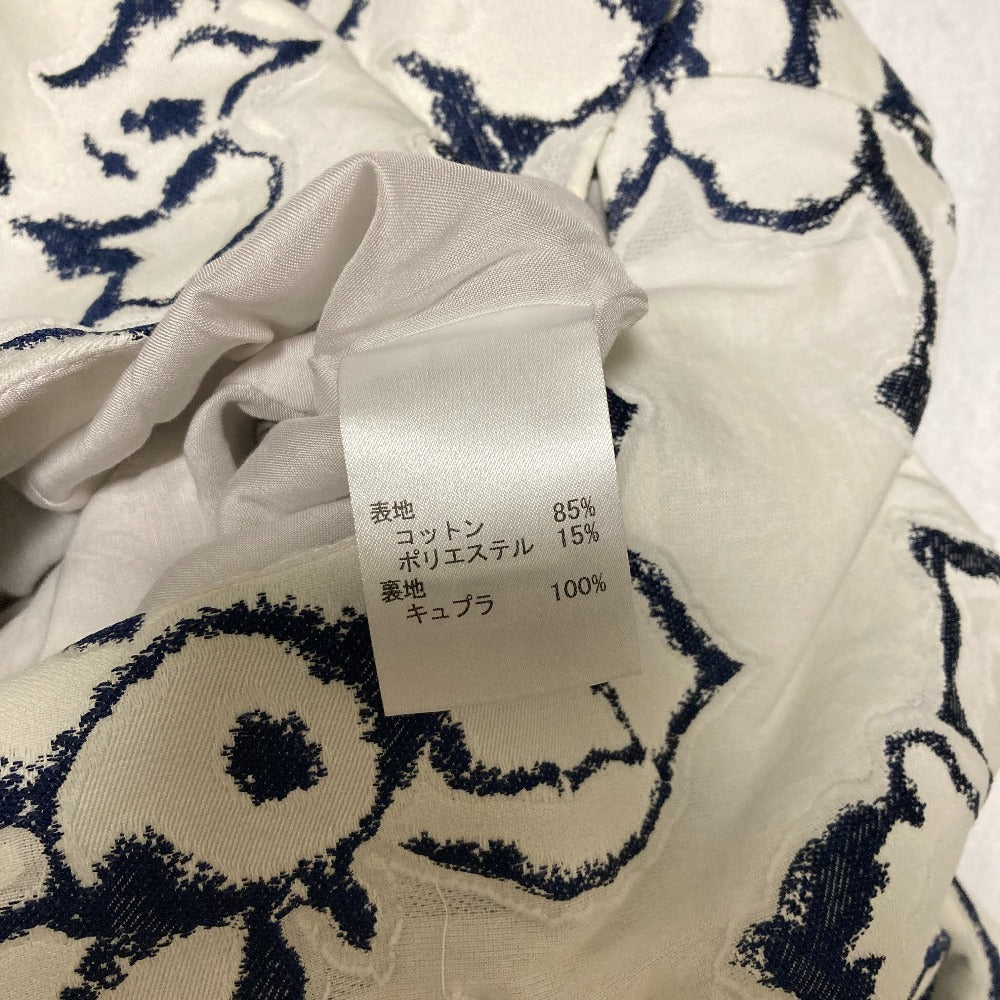 表地
コットン 85%
ポリエステル 15%
裏地
キュプラ 100%